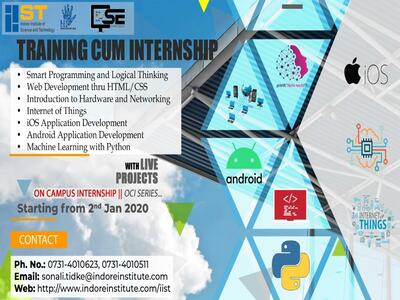 IIST
Indore Institute of
Science and Technology
CSE
TRAINING CUM INTERNSHIP
• Smart Programming and Logical Thinking
• Web Development thru HTML/CSS
• Introduction to Hardware and Networking
• Internet of Things
• iOS Application Development
• Android Application Development
• Machine Learning with Python
WITH LIVE
PROJECTS
ON CAMPUS INTERNSHIP || OCI SERIES...
Starting from 2nd Jan 2020
CONTACT
Ph. No.: 0731-4010623, 0731-4010511
Email: sonali.tidke@indoreinstitute.com
Web: http://www.indoreinstitute.com/iist
iOS
android
INTERNET OF
THINGS